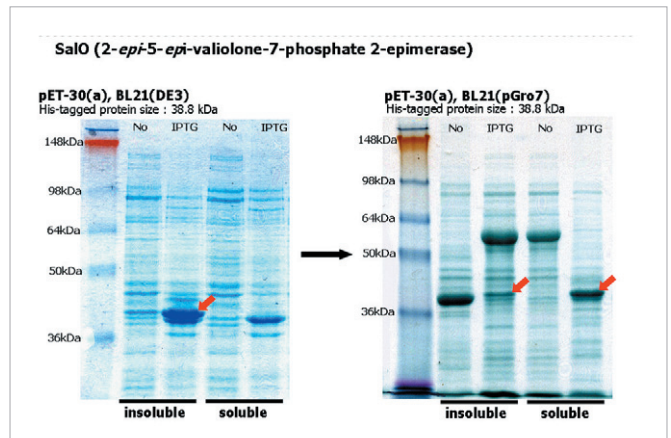 SalO (2-epi-5-epi-valiolone-7-phosphate 2-epimerase)
pET-30(a), BL21(DE3)
His-tagged protein size : 38.8 kDa
No IPTG No IPTG
148kDa
98kDa
64kDa
50kDa
36kDa
insoluble soluble
pET-30(a), BL21(pGro7)
His-tagged protein size : 38.8 kDa
No IPTG No IPTG
148kDa
98kDa
64kDa
50kDa
36kDa
insoluble soluble